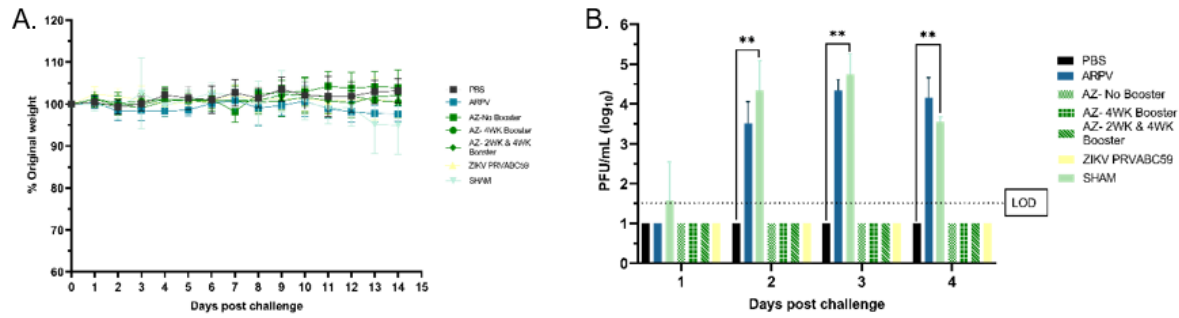 A.
120
110
100
90
80
70
60
% Original weight
0 1 2 3 4 5 6 7 8 9 10 11 12 13 14 15
Days post challenge
PBS
ARPV
AZ-No Booster
AZ- 4WK Booster
AZ- 2WK & 4WK
Booster
ZIKV PRVABC59
SHAM
B.
6
5
4
3
2
1
0
PFU/mL (log10)
** ** **
LOD
1 2 3 4
Days post challenge
PBS
ARPV
AZ- No Booster
AZ- 4WK Booster
AZ- 2WK & 4WK
Booster
ZIKV PRVABC59
SHAM